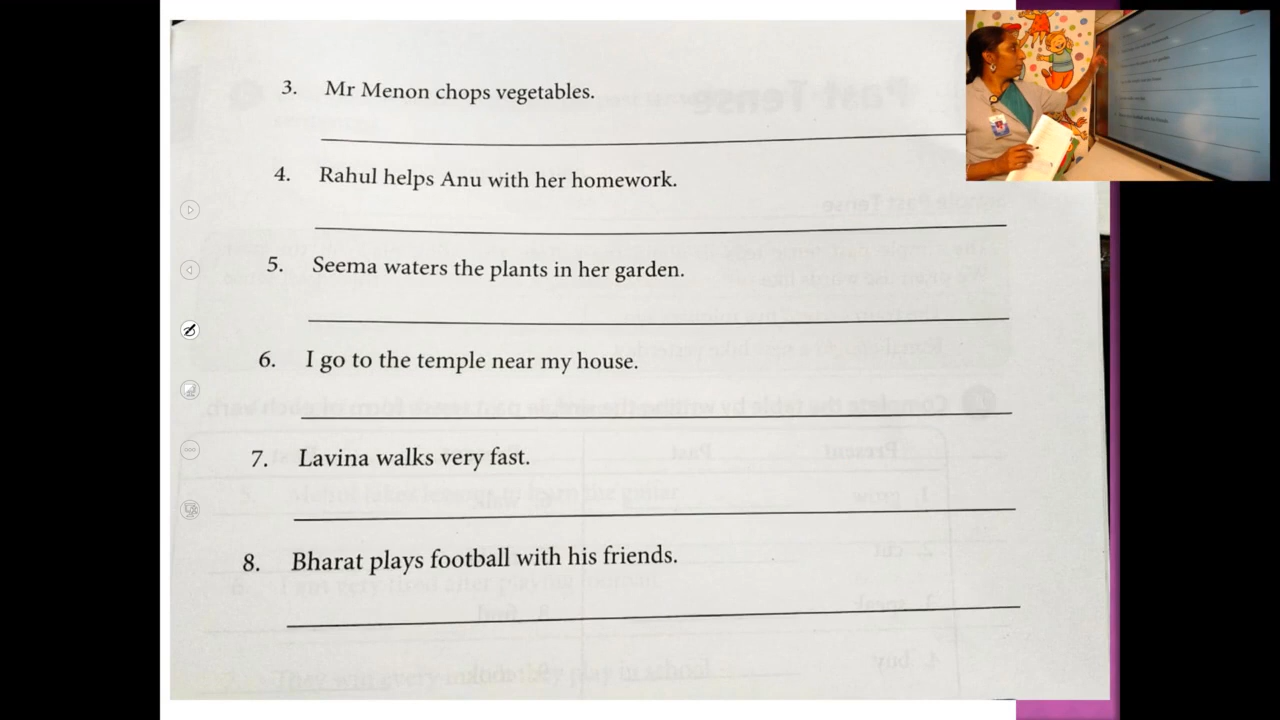 3. Mr Menon chops vegetables.
4. Rahul helps Anu with her homework.
5. Seema waters the plants in her garden.
6. I go to the temple near my house.
7. Lavina walks very fast.
8. Bharat plays football with his friends.